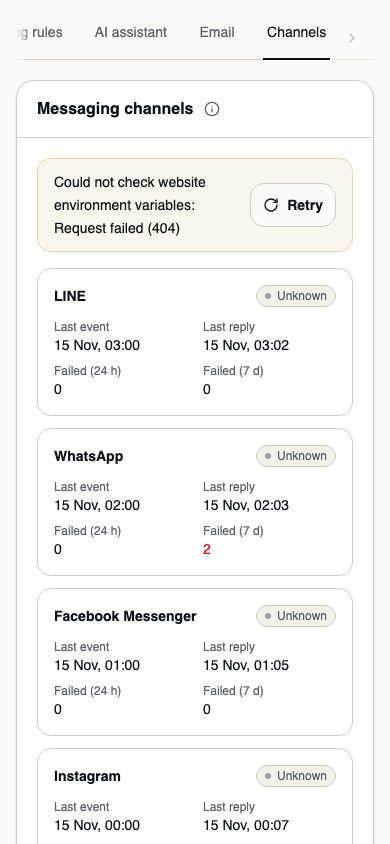 rules
AI assistant
Email
Channels
Messaging channels
Could not check website
environment variables:
Request failed (404)
Retry
LINE
Unknown
Last event
Last reply
15 Nov, 03:00
15 Nov, 03:02
Failed (24 h)
Failed (7 d)
0
0
WhatsApp
Unknown
Last event
Last reply
15 Nov, 02:00
15 Nov, 02:03
Failed (24 h)
Failed (7 d)
0
2
Facebook Messenger
Unknown
Last event
Last reply
15 Nov, 01:00
15 Nov, 01:05
Failed (24 h)
Failed (7 d)
0
0
Instagram
Unknown
Last event
Last reply
15 Nov, 00:00
15 Nov, 00:07